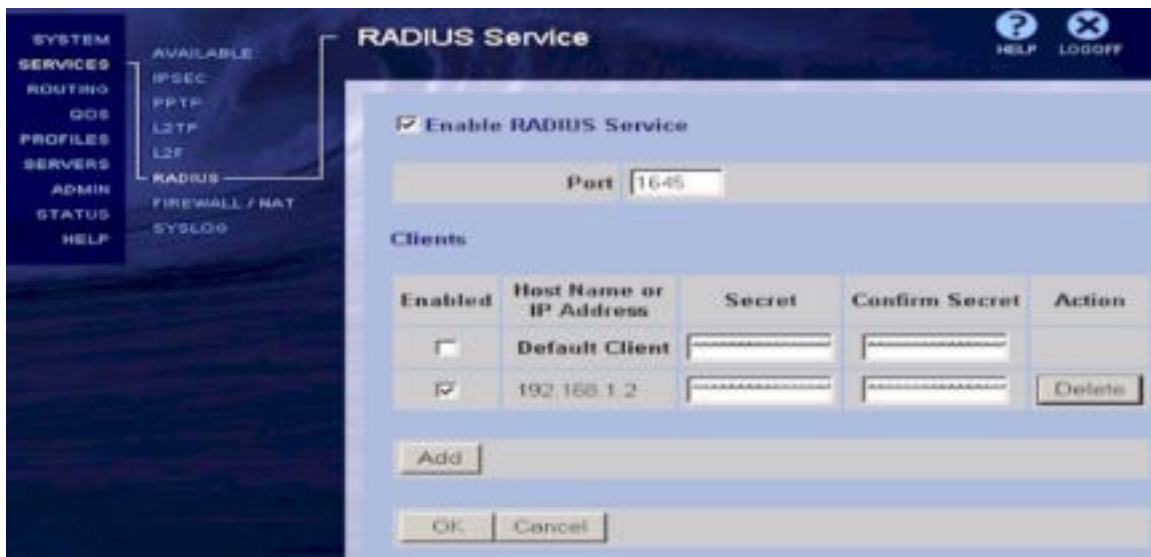 SYSTEM
SERVICES
ROUTING
QOS
PROFILES
SERVERS
ADMIN
STATUS
HELP
AVAILABLE
IPSEC
PPTP
L2TP
L2F
RADIUS
FIREWALL / NAT
SYSLOG
RADIUS Service
HELP
LOGOFF
Enable RADIUS Service
Port 1645
Clients
Enabled Host Name or IP Address Secret Confirm Secret Action
Default Client
192.168.1.2 Delete
Add
OK Cancel